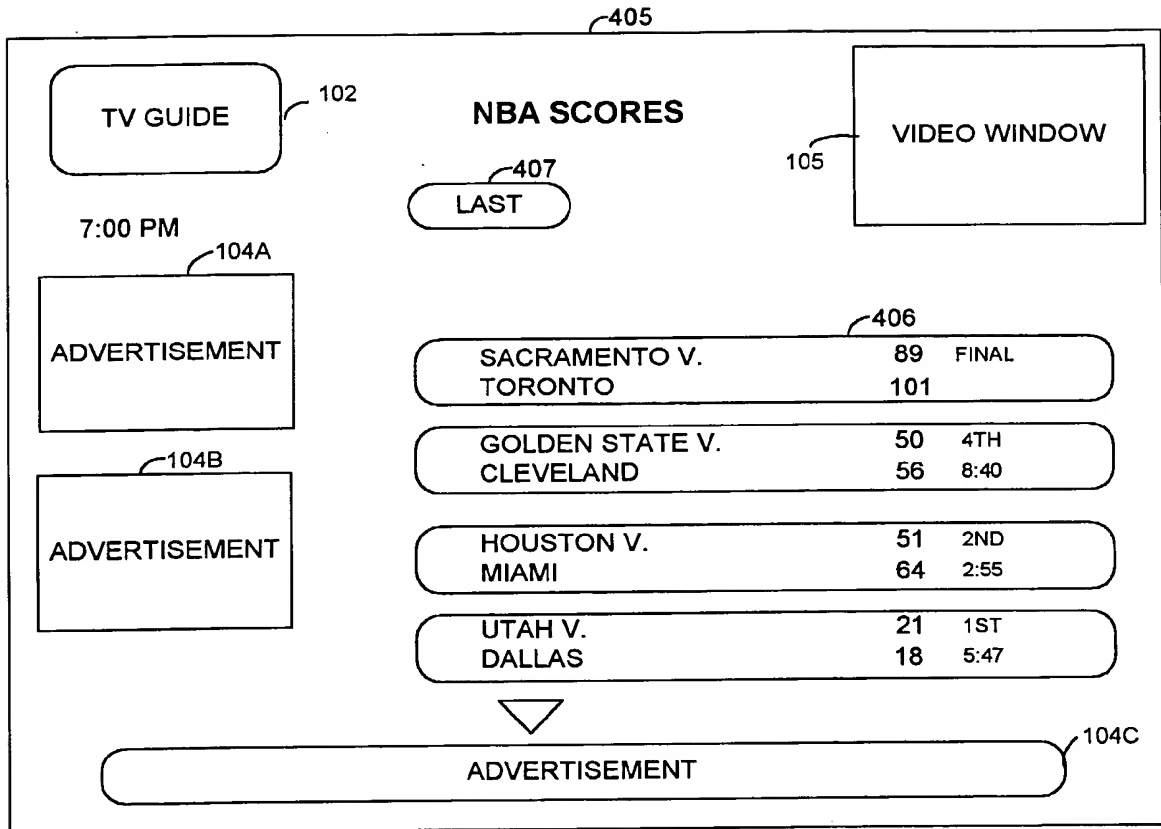 405
TV GUIDE
102
NBA SCORES
VIDEO WINDOW
105
407
LAST
7:00 PM
104A
ADVERTISEMENT
104B
ADVERTISEMENT
406
SACRAMENTO V. 89 FINAL
TORONTO 101
GOLDEN STATE V. 50 4TH
CLEVELAND 56 8:40
HOUSTON V. 51 2ND
MIAMI 64 2:55
UTAH V. 21 1ST
DALLAS 18 5:47
104C
ADVERTISEMENT